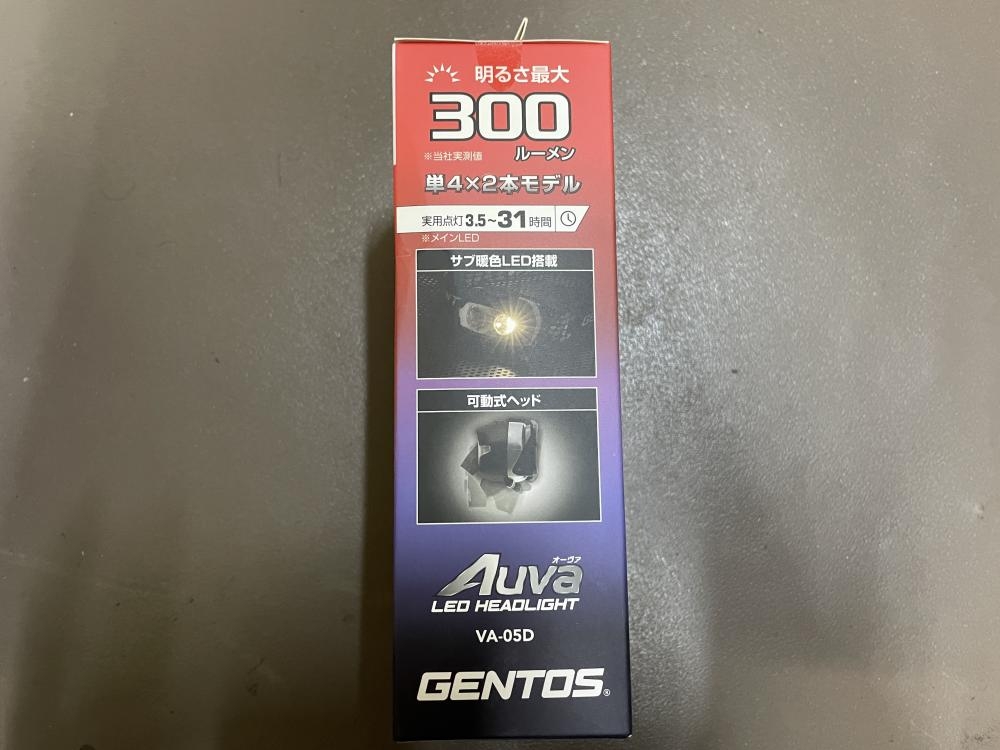 明るさ最大
300
※当社実測値 ルーメン
単4×2本モデル
実用点灯3.5~31時間
※メインLED
サブ暖色LED搭載
可動式ヘッド
オーヴァ
Auva
LED HEADLIGHT
VA-05D
GENTOS®